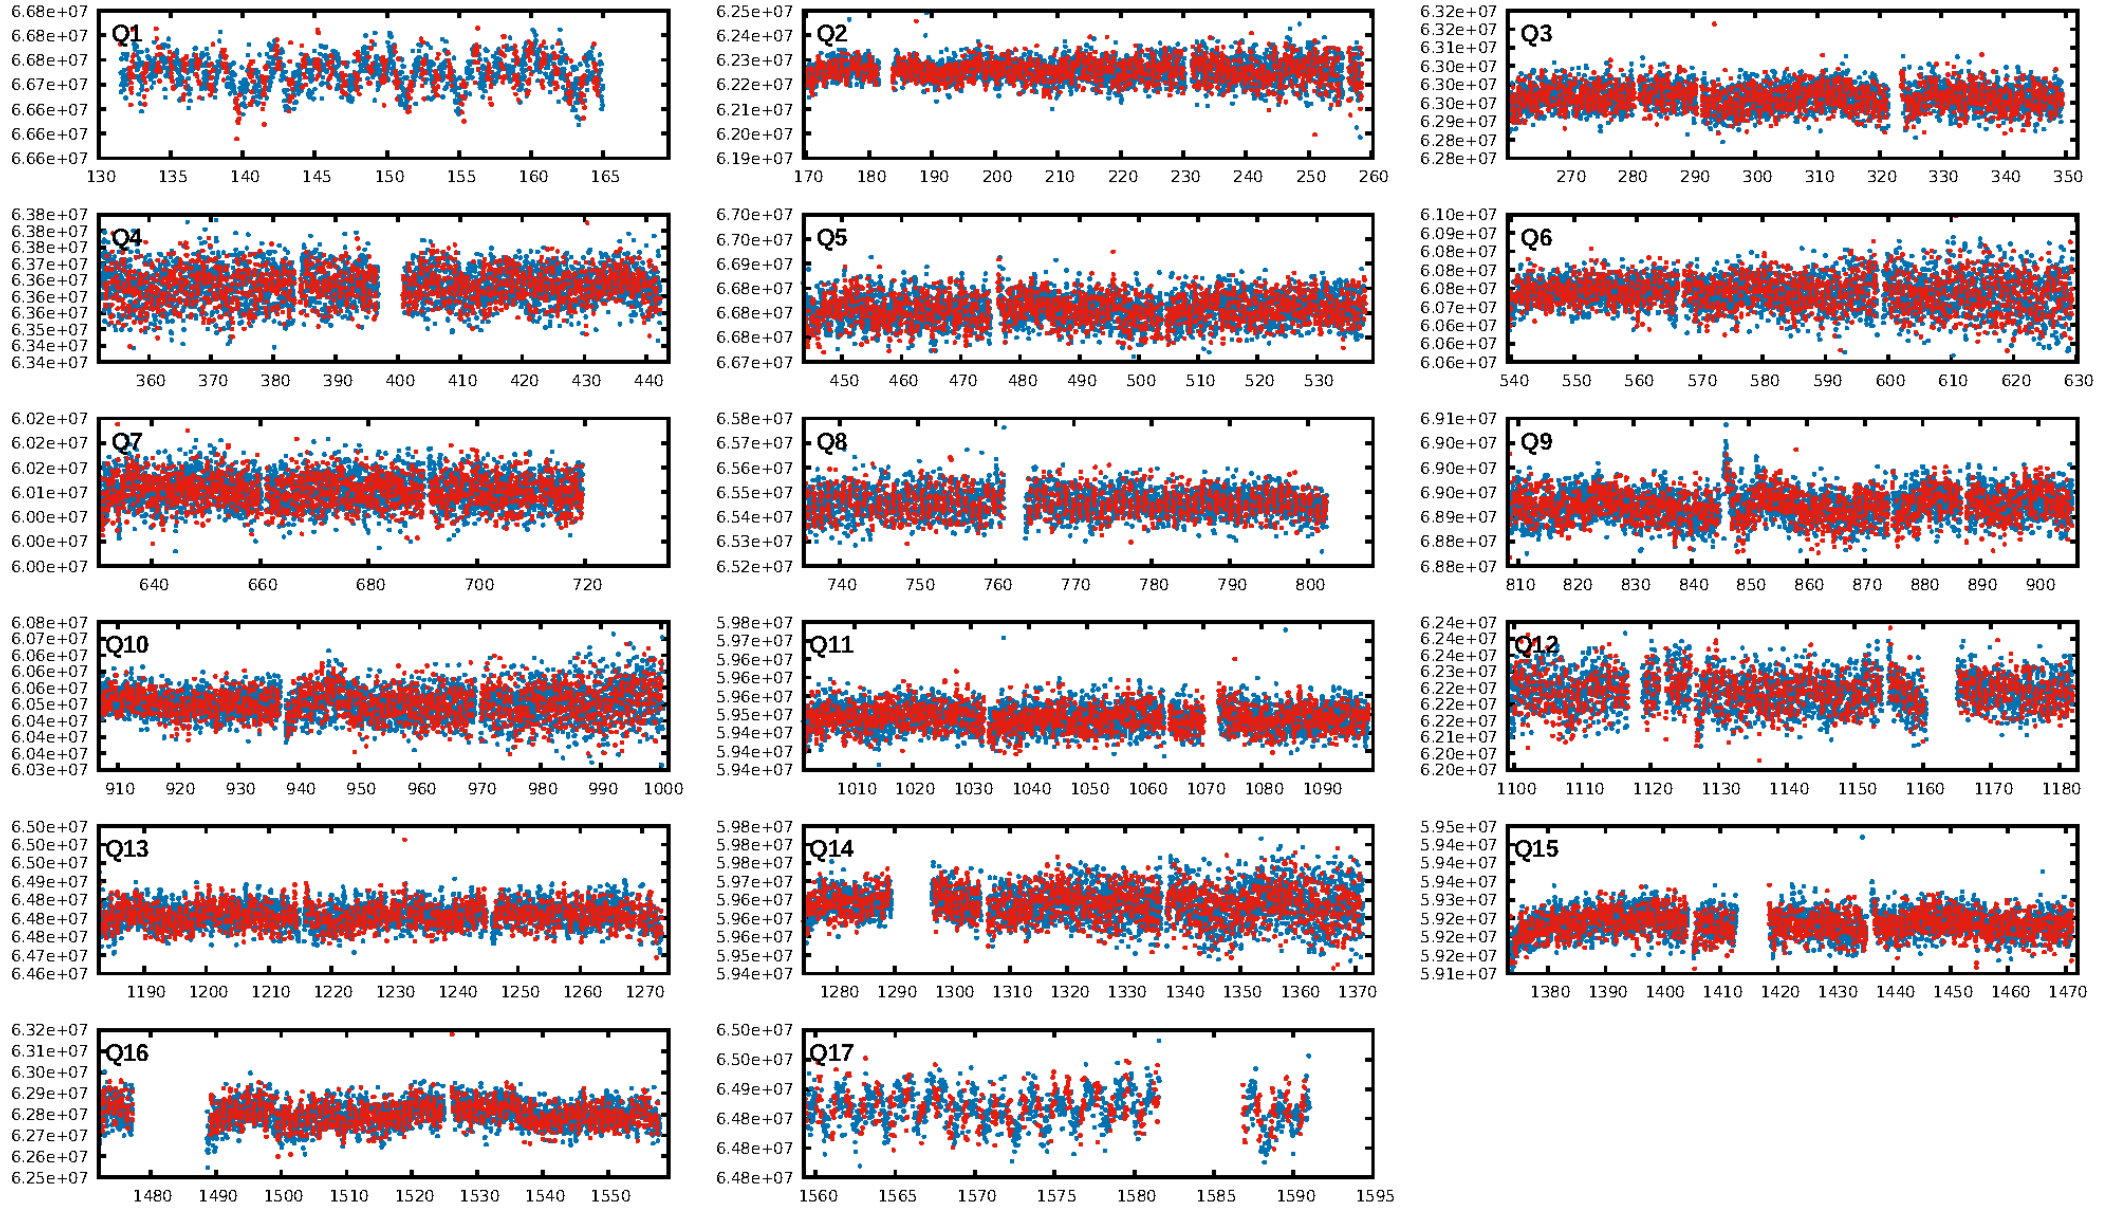 6.68e+07
6.68e+07
6.68e+07
6.67e+07
6.66e+07
6.66e+07
6.66e+07
Q1
130 135 140 145 150 155 160 165
6.25e+07
6.24e+07
6.23e+07
6.22e+07
6.21e+07
6.20e+07
6.19e+07
Q2
170 180 190 200 210 220 230 240 250 260
6.32e+07
6.32e+07
6.31e+07
6.30e+07
6.30e+07
6.30e+07
6.29e+07
6.28e+07
6.28e+07
Q3
270 280 290 300 310 320 330 340 350
6.38e+07
6.38e+07
6.38e+07
6.37e+07
6.36e+07
6.36e+07
6.36e+07
6.35e+07
6.34e+07
6.34e+07
Q4
360 370 380 390 400 410 420 430 440
6.70e+07
6.70e+07
6.69e+07
6.68e+07
6.68e+07
6.68e+07
6.67e+07
Q5
450 460 470 480 490 500 510 520 530
6.10e+07
6.09e+07
6.08e+07
6.08e+07
6.08e+07
6.07e+07
6.06e+07
6.06e+07
6.06e+07
Q6
540 550 560 570 580 590 600 610 620 630
6.02e+07
6.02e+07
6.02e+07
6.01e+07
6.00e+07
6.00e+07
6.00e+07
Q7
640 660 680 700 720
6.58e+07
6.57e+07
6.56e+07
6.55e+07
6.54e+07
6.53e+07
6.52e+07
Q8
740 750 760 770 780 790 800
6.91e+07
6.90e+07
6.90e+07
6.90e+07
6.89e+07
6.88e+07
6.88e+07
Q9
810 820 830 840 850 860 870 880 890 900
6.08e+07
6.07e+07
6.06e+07
6.06e+07
6.06e+07
6.05e+07
6.04e+07
6.04e+07
6.04e+07
6.03e+07
Q10
910 920 930 940 950 960 970 980 990 1000
5.98e+07
5.97e+07
5.96e+07
5.96e+07
5.96e+07
5.95e+07
5.94e+07
5.94e+07
5.94e+07
Q11
1010 1020 1030 1040 1050 1060 1070 1080 1090
6.24e+07
6.24e+07
6.24e+07
6.23e+07
6.22e+07
6.22e+07
6.22e+07
6.21e+07
6.20e+07
6.20e+07
Q12
1100 1110 1120 1130 1140 1150 1160 1170 1180
6.50e+07
6.50e+07
6.50e+07
6.49e+07
6.48e+07
6.48e+07
6.48e+07
6.47e+07
6.46e+07
Q13
1190 1200 1210 1220 1230 1240 1250 1260 1270
5.98e+07
5.98e+07
5.98e+07
5.97e+07
5.96e+07
5.96e+07
5.96e+07
5.95e+07
5.94e+07
Q14
1280 1290 1300 1310 1320 1330 1340 1350 1360 1370
5.95e+07
5.94e+07
5.94e+07
5.94e+07
5.93e+07
5.92e+07
5.92e+07
5.92e+07
5.91e+07
Q15
1380 1390 1400 1410 1420 1430 1440 1450 1460 1470
6.32e+07
6.31e+07
6.30e+07
6.29e+07
6.28e+07
6.27e+07
6.26e+07
6.25e+07
Q16
1480 1490 1500 1510 1520 1530 1540 1550
6.50e+07
6.50e+07
6.49e+07
6.48e+07
6.48e+07
6.48e+07
Q17
1560 1565 1570 1575 1580 1585 1590 1595